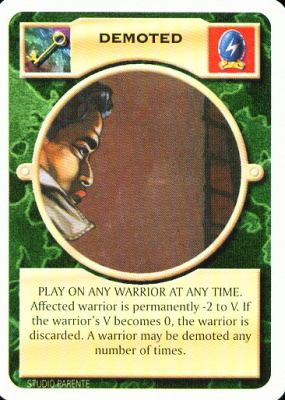 DEMOTED
PLAY ON ANY WARRIOR AT ANY TIME.
Affected warrior is permanently -2 to V. If
the warrior's V becomes 0, the warrior is
discarded. A warrior may be demoted any
number of times.
STUDIO PARENTE